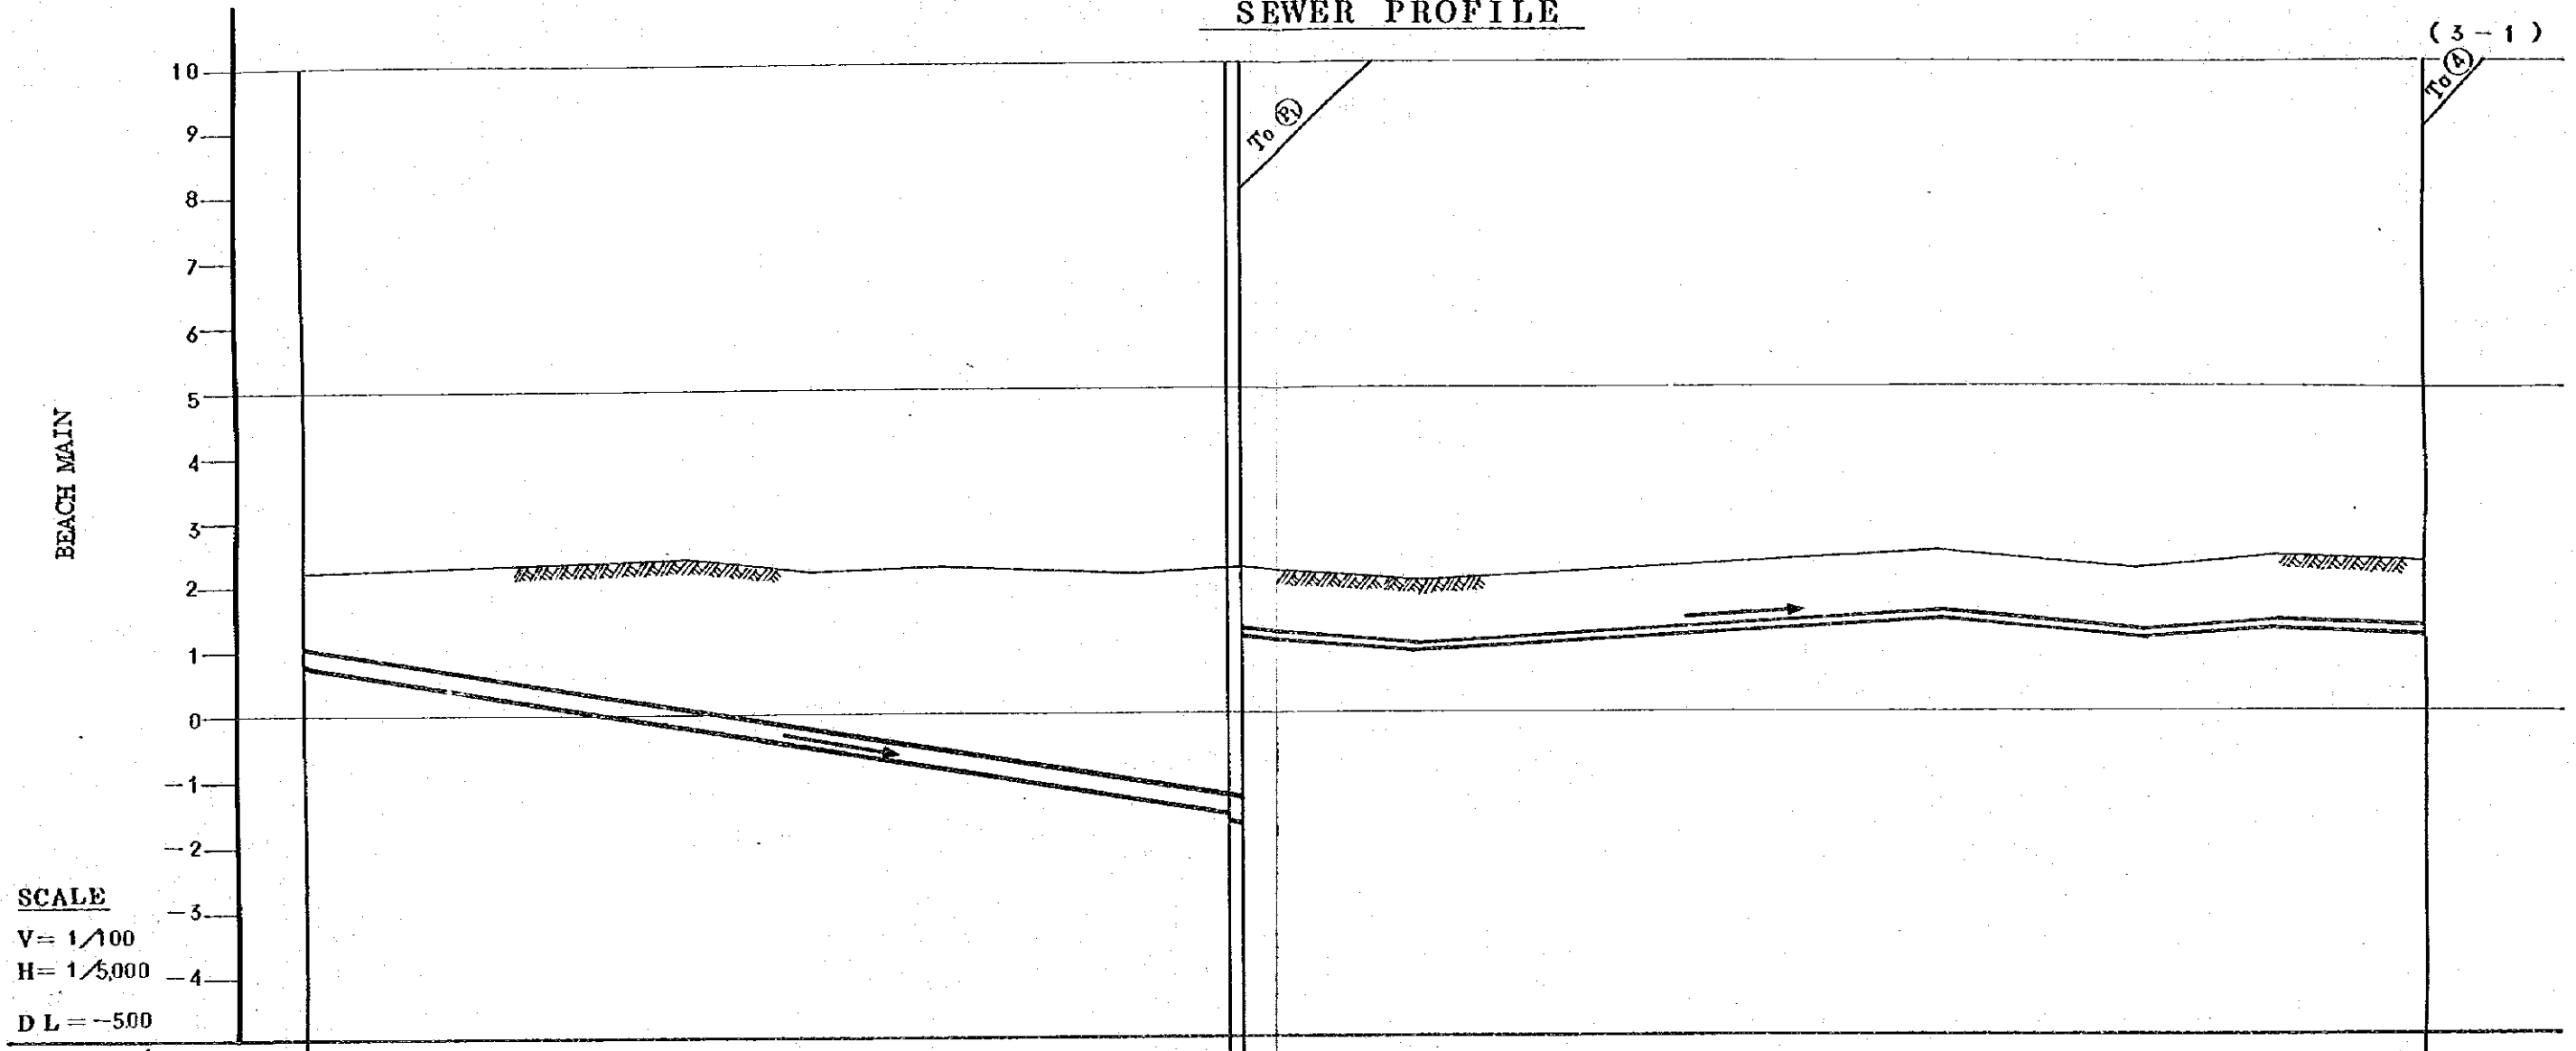 SEWER PROFILE
( 3 - 1 )
To P1
To 4
10
9
8
7
6
5
4
3
2
1
0
-1
-2
-3
-4
BEACH MAIN
SCALE
V= 1/100
H= 1/5,000
D L = -5.00